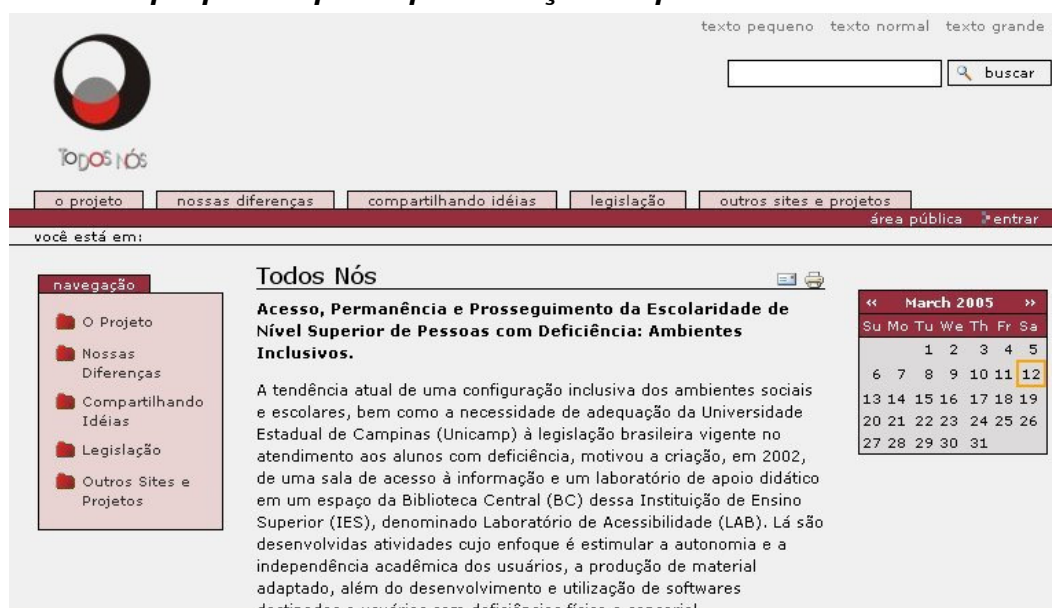 texto pequeno texto normal texto grande
buscar
TODOS NÓS
o projeto nossas diferenças compartilhando idéias legislação outros sites e projetos
área pública entrar
você está em:
navegação
O Projeto
Nossas
Diferenças
Compartilhando
Idéias
Legislação
Outros Sites e
Projetos
Todos Nós
Acesso, Permanência e Prosseguimento da Escolaridade de
Nível Superior de Pessoas com Deficiência: Ambientes
Inclusivos.
A tendência atual de uma configuração inclusiva dos ambientes sociais
e escolares, bem como a necessidade de adequação da Universidade
Estadual de Campinas (Unicamp) à legislação brasileira vigente no
atendimento aos alunos com deficiência, motivou a criação, em 2002,
de uma sala de acesso à informação e um laboratório de apoio didático
em um espaço da Biblioteca Central (BC) dessa Instituição de Ensino
Superior (IES), denominado Laboratório de Acessibilidade (LAB). Lá são
desenvolvidas atividades cujo enfoque é estimular a autonomia e a
independência acadêmica dos usuários, a produção de material
adaptado, além do desenvolvimento e utilização de softwares
« March 2005 »
Su Mo Tu We Th Fr Sa
1 2 3 4 5
6 7 8 9 10 11 12
13 14 15 16 17 18 19
20 21 22 23 24 25 26
27 28 29 30 31